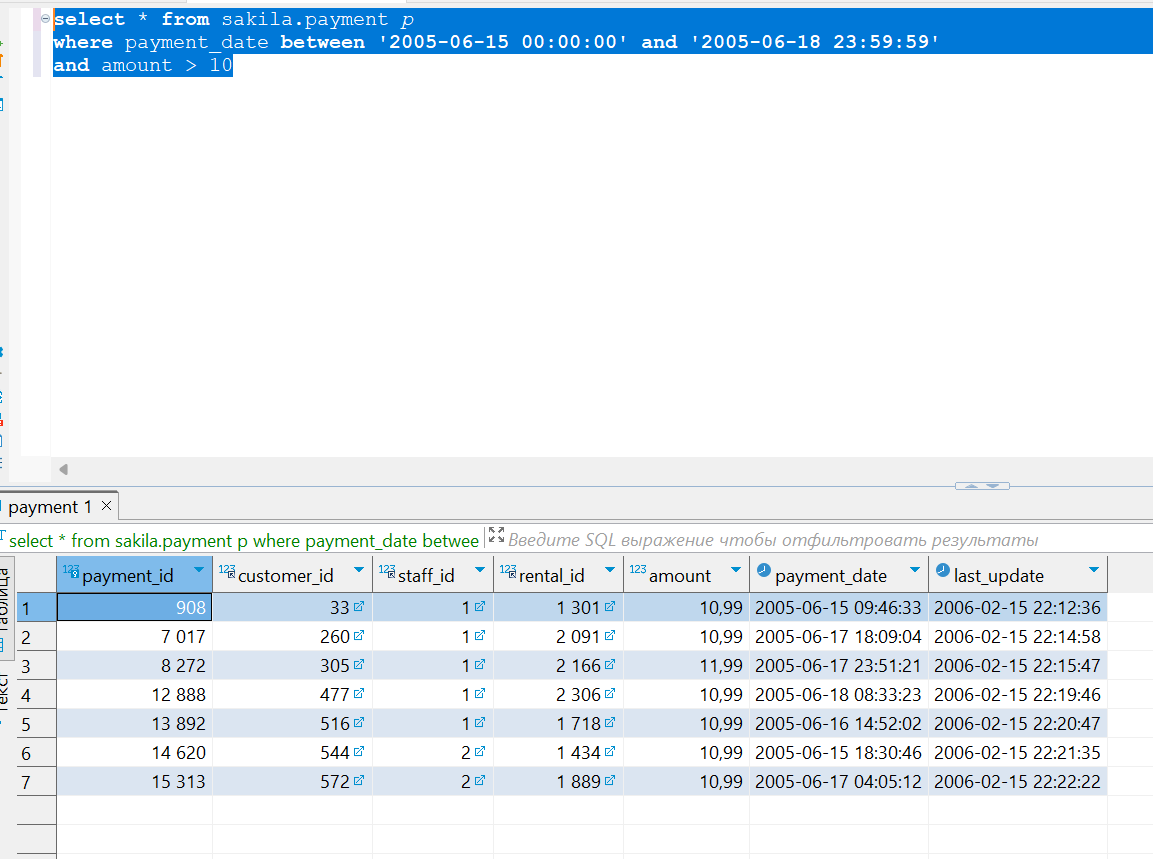 select * from sakila.payment p
where payment_date between '2005-06-15 00:00:00' and '2005-06-18 23:59:59'
and amount > 10
payment 1
select * from sakila.payment p where payment_date betwee Введите SQL выражение чтобы отфильтровать результаты
payment_id customer_id staff_id rental_id amount payment_date last_update
1 908 33 1 1 301 10,99 2005-06-15 09:46:33 2006-02-15 22:12:36
2 7 017 260 1 2 091 10,99 2005-06-17 18:09:04 2006-02-15 22:14:58
3 8 272 305 1 2 166 11,99 2005-06-17 23:51:21 2006-02-15 22:15:47
4 12 888 477 1 2 306 10,99 2005-06-18 08:33:23 2006-02-15 22:19:46
5 13 892 516 1 1 718 10,99 2005-06-16 14:52:02 2006-02-15 22:20:47
6 14 620 544 2 1 434 10,99 2005-06-15 18:30:46 2006-02-15 22:21:35
7 15 313 572 2 1 889 10,99 2005-06-17 04:05:12 2006-02-15 22:22:22
Таблица
Текст